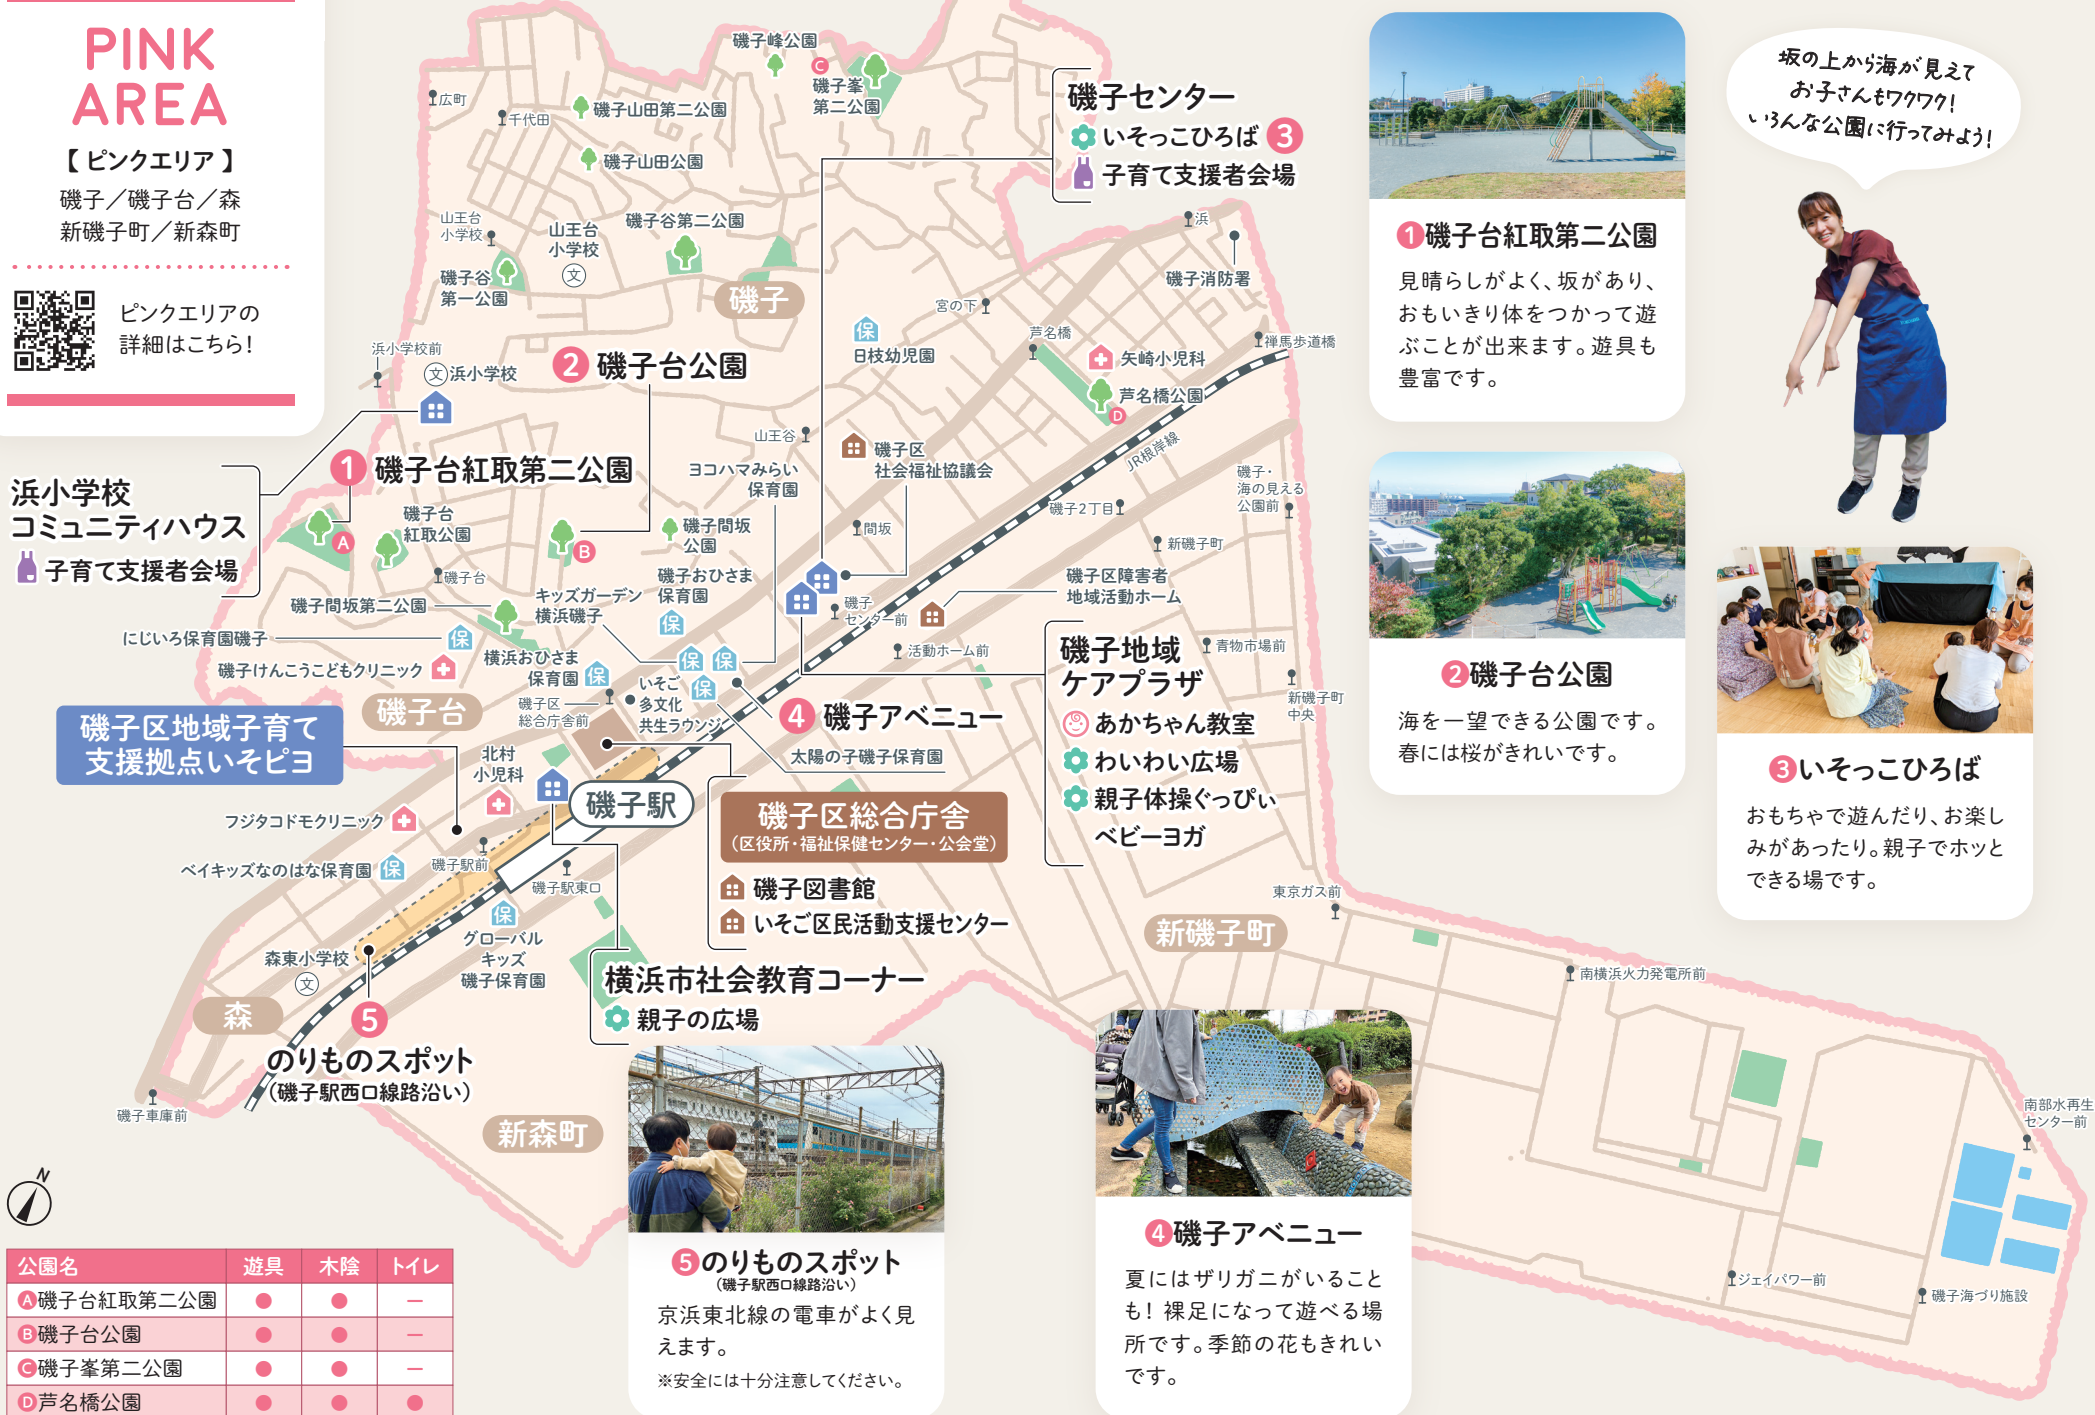 PINK
AREA
【ピンクエリア】
磯子／磯子台／森
新磯子町／新森町
ピンクエリアの
詳細はこちら！
磯子峰公園
C
磯子峯
第二公園
広町
千代田
磯子山田第二公園
磯子山田公園
山王台
小学校
山王台
小学校
文
磯子谷第二公園
磯子谷
第一公園
磯子
磯子センター
いそっこひろば 3
子育て支援者会場
浜
磯子消防署
宮の下
芦名橋
禅馬歩道橋
保
日枝幼児園
矢崎小児科
芦名橋公園
D
浜小学校前
文 浜小学校
2 磯子台公園
山王谷
磯子区
社会福祉協議会
JR根岸線
磯子・
海の見える
公園前
1 磯子台紅取第二公園
ヨコハマみらい
保育園
浜小学校
コミュニティハウス
子育て支援者会場
A
磯子台
紅取公園
B
磯子間坂
公園
間坂
磯子2丁目
新磯子町
磯子台
磯子間坂第二公園
キッズガーデン
横浜磯子
磯子おひさま
保育園
保
磯子
センター前
磯子区障害者
地域活動ホーム
にじいろ保育園磯子
保
磯子けんこうこどもクリニック
横浜おひさま
保育園
保
保
保
保
活動ホーム前
青物市場前
新磯子町
中央
磯子地域
ケアプラザ
あかちゃん教室
わいわい広場
親子体操ぐっぴぃ
ベビーヨガ
磯子台
磯子区
総合庁舎前
いそご
多文化
共生ラウンジ
4 磯子アベニュー
太陽の子磯子保育園
磯子区地域子育て
支援拠点いそピヨ
北村
小児科
磯子駅
磯子区総合庁舎
（区役所・福祉保健センター・公会堂）
磯子図書館
いそご区民活動支援センター
フジタコドモクリニック
ベイキッズなのはな保育園 保
磯子駅前
磯子駅東口
保
グローバル
キッズ
磯子保育園
森東小学校
文
森
5
のりものスポット
（磯子駅西口線路沿い）
横浜市社会教育コーナー
親子の広場
磯子車庫前
新森町
新磯子町
東京ガス前
南横浜火力発電所前
南部水再生
センター前
ジェイパワー前
磯子海づり施設
N
公園名 遊具 木陰 トイレ
A磯子台紅取第二公園 ● ● －
B磯子台公園 ● ● －
C磯子峯第二公園 ● ● －
D芦名橋公園 ● ● ●
5のりものスポット
（磯子駅西口線路沿い）
京浜東北線の電車がよく見
えます。
※安全には十分注意してください。
4磯子アベニュー
夏にはザリガニがいること
も！裸足になって遊べる場
所です。季節の花もきれい
です。
1磯子台紅取第二公園
見晴らしがよく、坂があり、
おもいきり体をつかって遊
ぶことが出来ます。遊具も
豊富です。
2磯子台公園
海を一望できる公園です。
春には桜がきれいです。
坂の上から海が見えて
お子さんもワクワク！
いろんな公園に行ってみよう！
3いそっこひろば
おもちゃで遊んだり、お楽し
みがあったり。親子でホッと
できる場です。